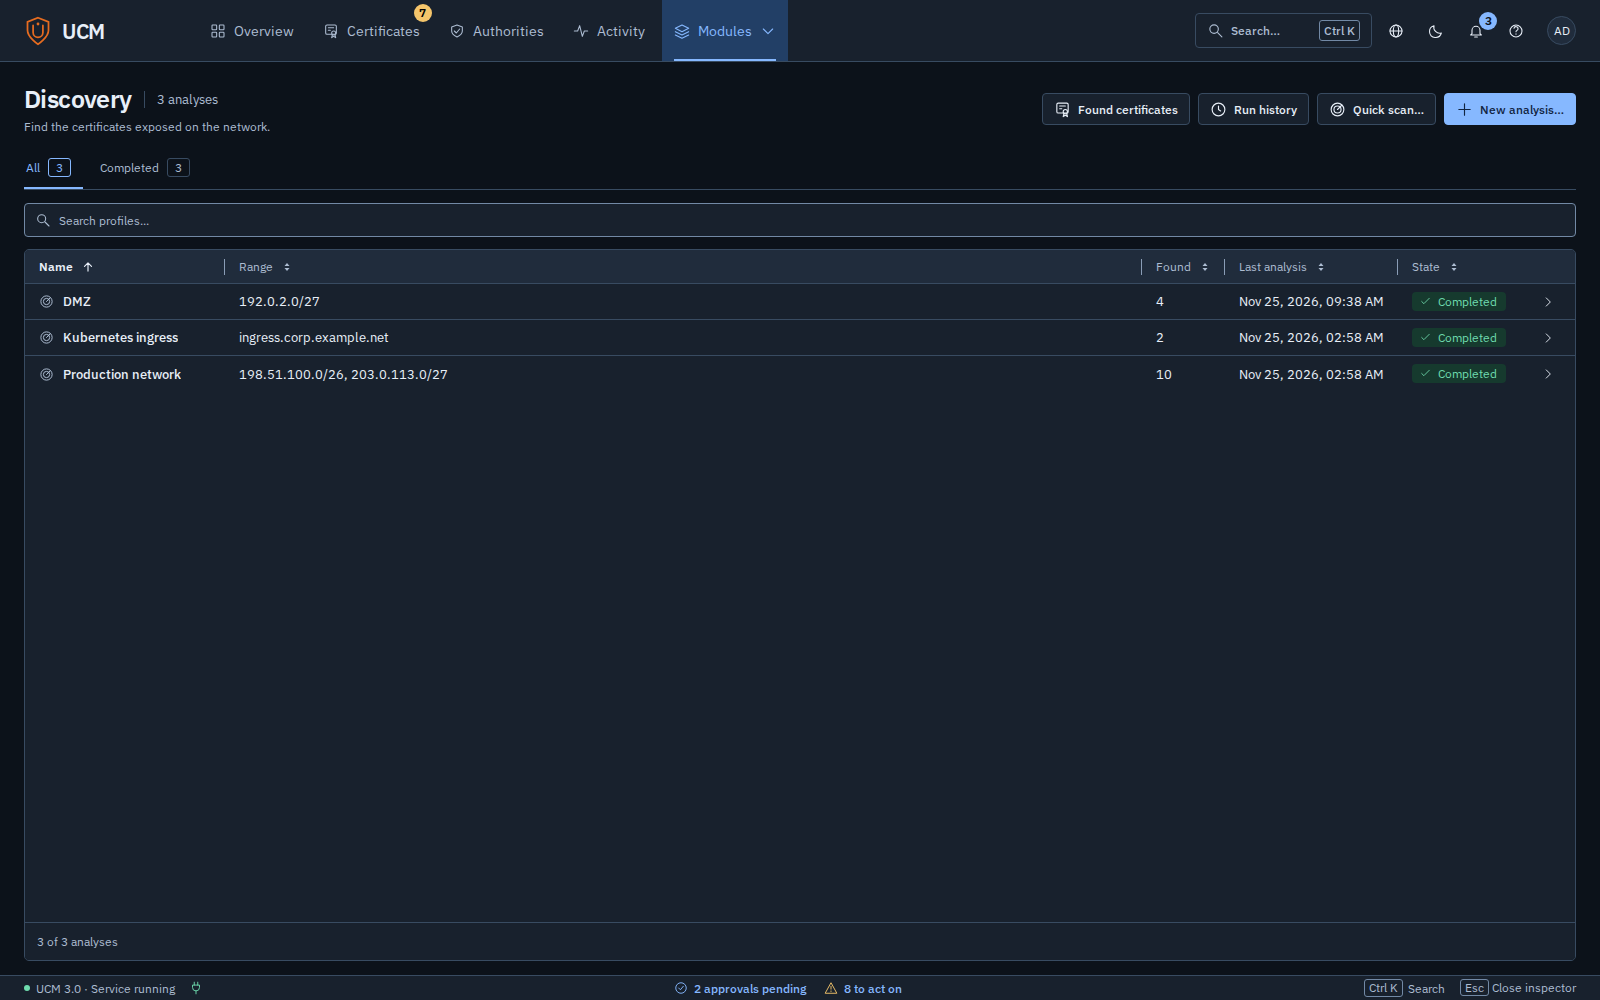 UCM
Overview
Certificates 7
Authorities
Activity
Modules
Search... Ctrl K
3
AD
Discovery 3 analyses
Find the certificates exposed on the network.
Found certificates
Run history
Quick scan...
New analysis...
All 3
Completed 3
Search profiles...
Name Range Found Last analysis State
DMZ 192.0.2.0/27 4 Nov 25, 2026, 09:38 AM Completed
Kubernetes ingress ingress.corp.example.net 2 Nov 25, 2026, 02:58 AM Completed
Production network 198.51.100.0/26, 203.0.113.0/27 10 Nov 25, 2026, 02:58 AM Completed
3 of 3 analyses
UCM 3.0 · Service running
2 approvals pending
8 to act on
Ctrl K Search
Esc Close inspector